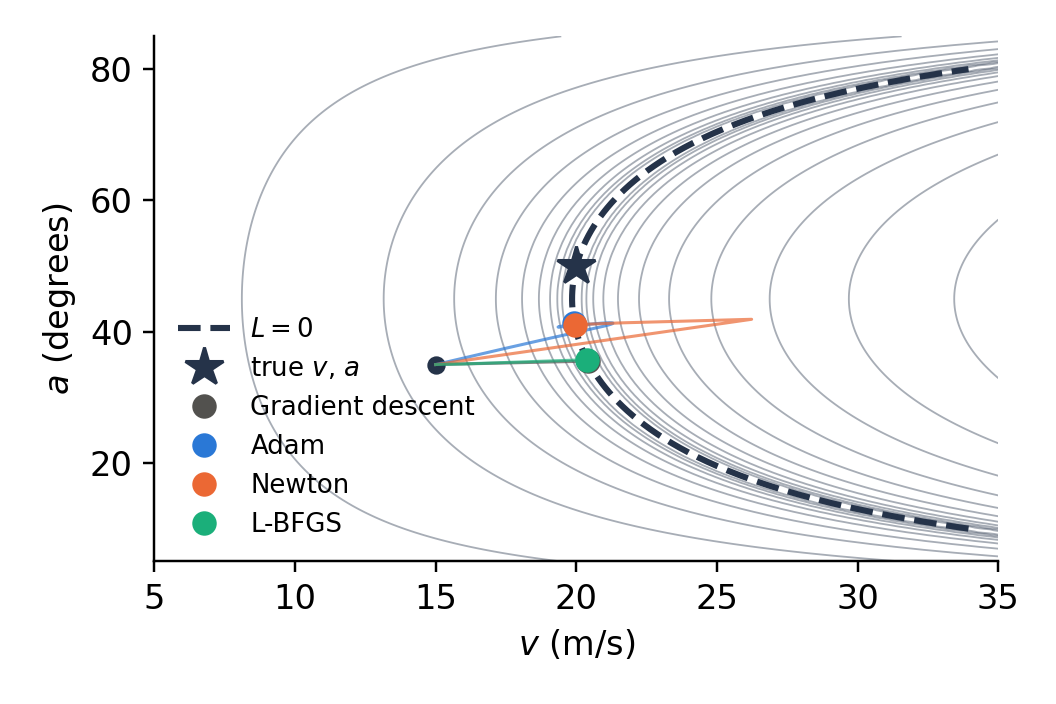 80
60
40
20
a (degrees)
L = 0
true v, a
Gradient descent
Adam
Newton
L-BFGS
5 10 15 20 25 30 35
v (m/s)